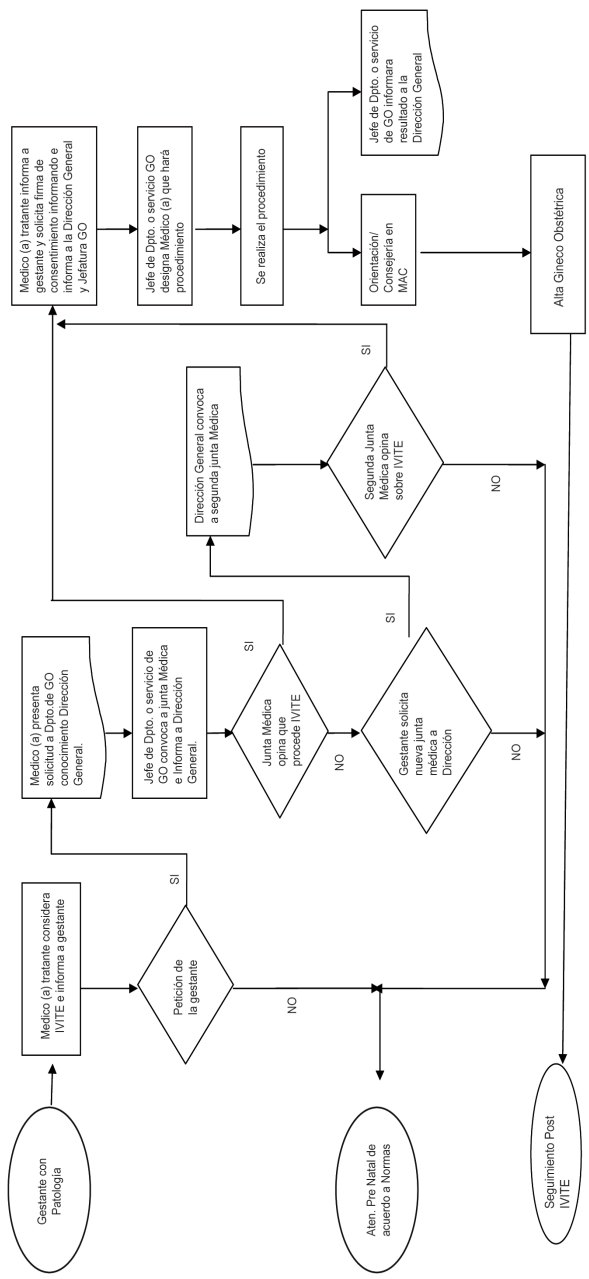 Gestante con
Patología
Medico (a) tratante considera
IVITE e informa a gestante
Petición de
la gestante
SI
NO
Aten. Pre Natal de
acuerdo a Normas
Medico (a) presenta
solicitud a Dpto.de GO
conocimiento Dirección
General.
Jefe de Dpto. o servicio de
GO convoca a junta Médica
e Informa a Dirección
General.
Junta Médica
opina que
procede IVITE
SI
NO
Gestante solicita
nueva junta
médica a
Dirección
SI
NO
Dirección General convoca
a segunda junta Médica
Segunda Junta
Médica opina
sobre IVITE
SI
NO
Medico (a) tratante informa a
gestante y solicita firma de
consentimiento informando e
informa a la Dirección General
y Jefatura GO
Jefe de Dpto. o servicio GO
designa Médico (a) que hará
procedimiento
Se realiza el procedimiento
Orientación/
Consejería en
MAC
Jefe de Dpto. o servicio
de GO informara
resultado a la
Dirección General
Alta Gineco Obstétrica
Seguimiento Post
IVITE